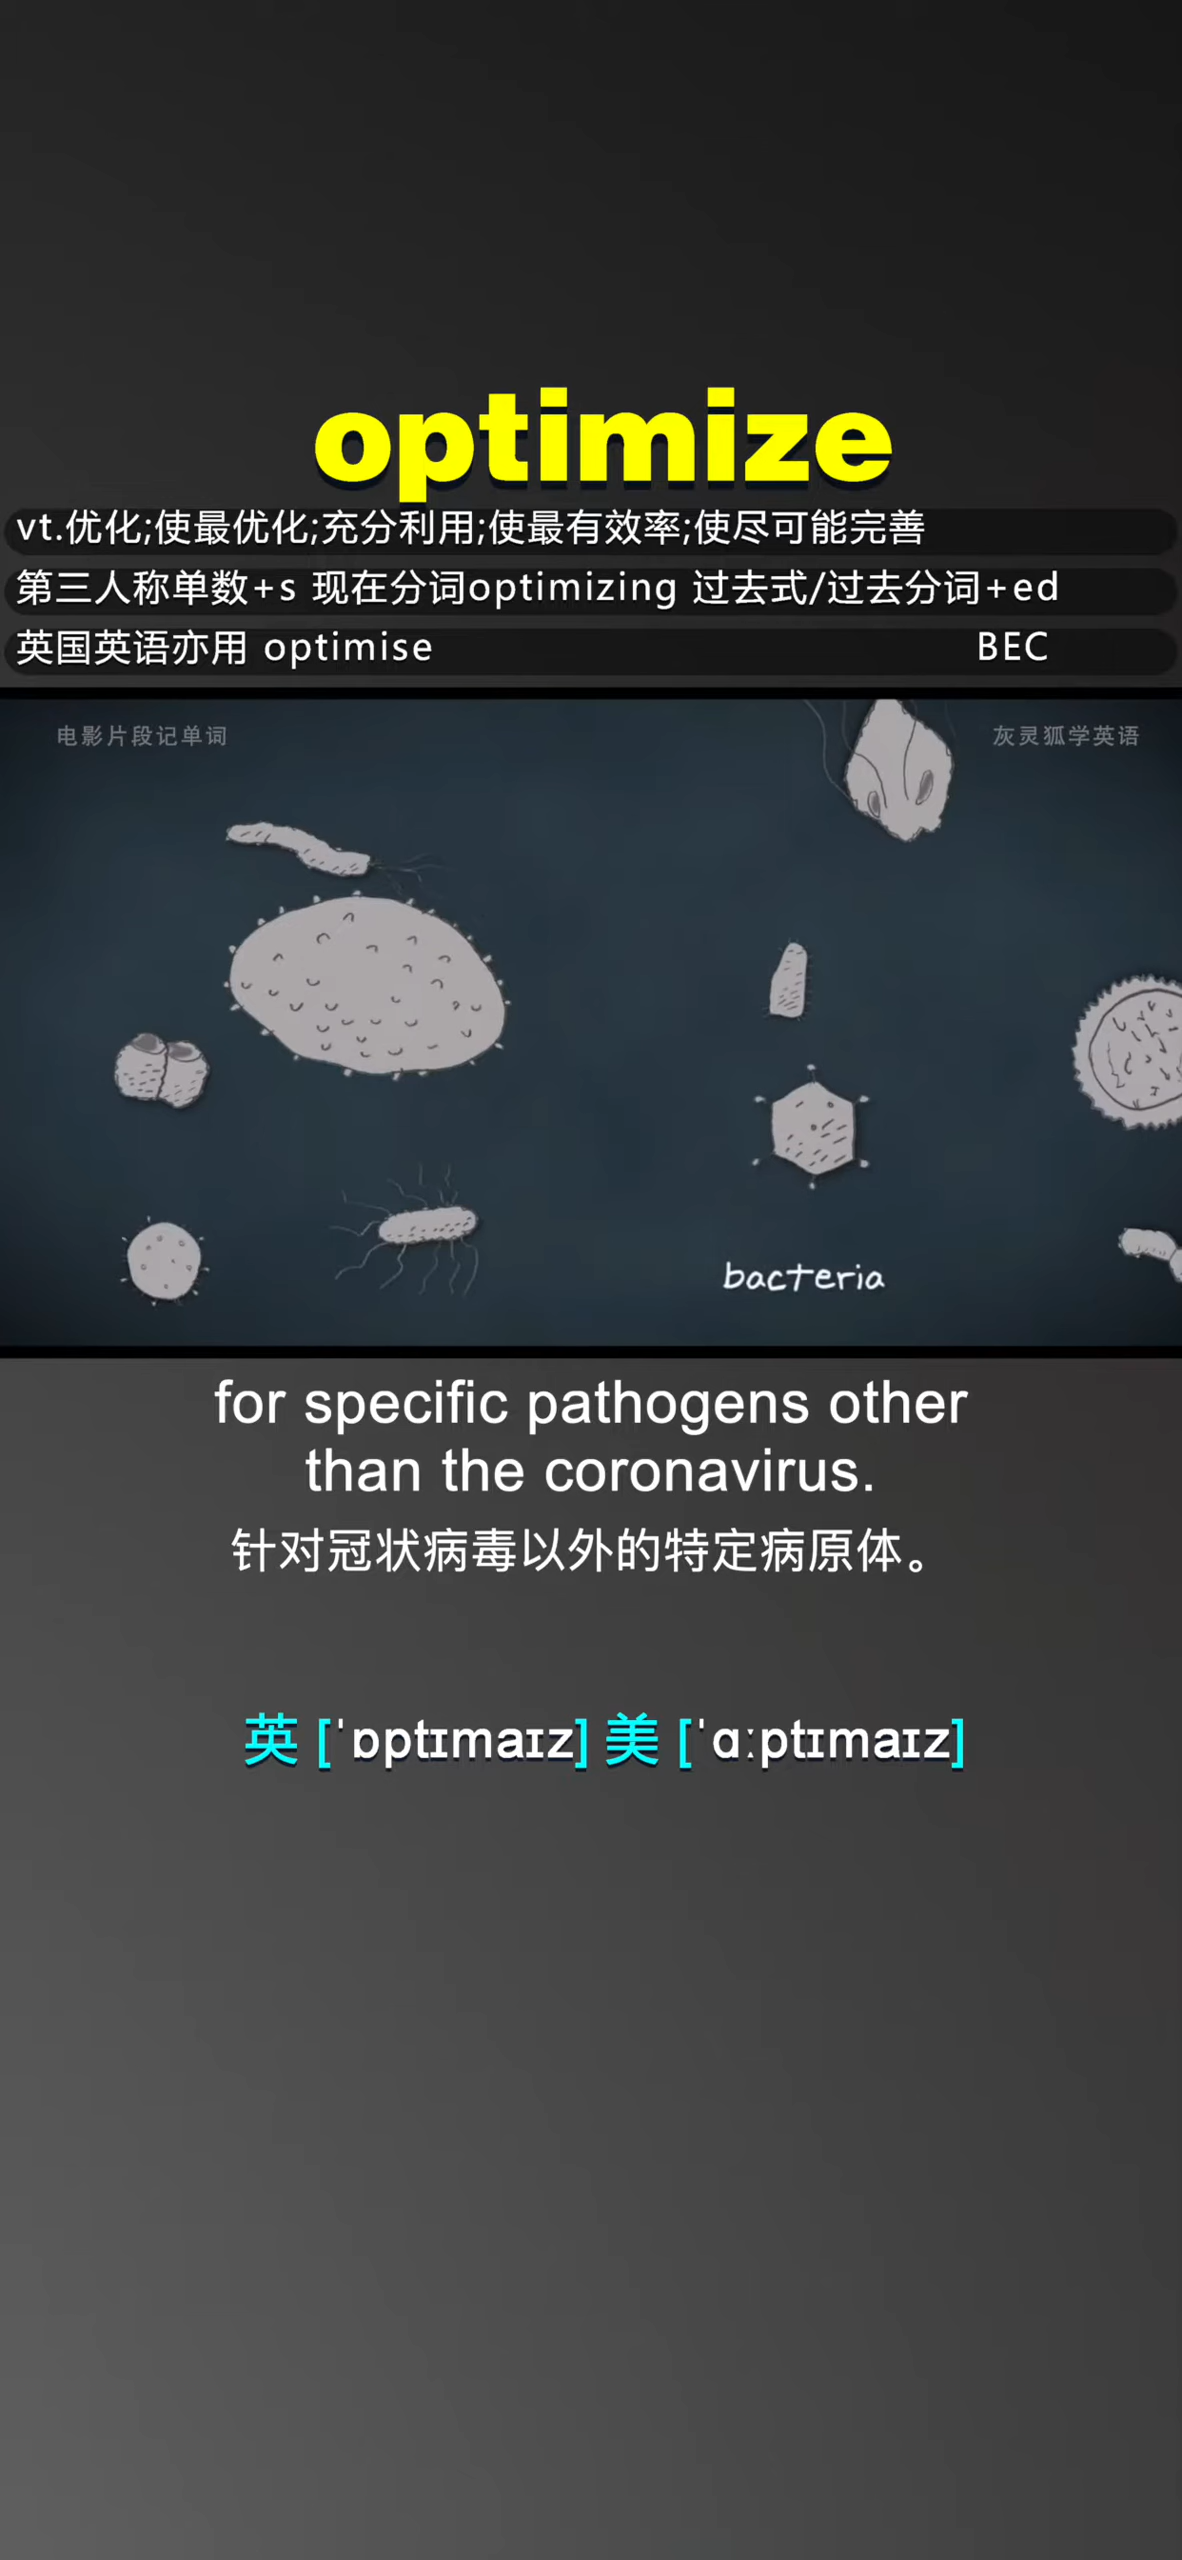 optimize
vt.优化;使最优化;充分利用;使最有效率;使尽可能完善
第三人称单数+s 现在分词optimizing 过去式/过去分词+ed
英国英语亦用 optimise BEC
电影片段记单词 灰灵狐学英语
bacteria
for specific pathogens other
than the coronavirus.
针对冠状病毒以外的特定病原体。
英 [ˈɒptɪmaɪz] 美 [ˈɑːptɪmaɪz]